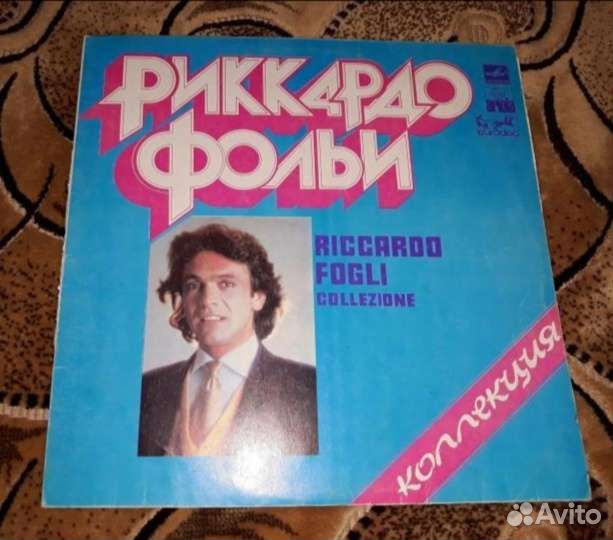 РИККАРДО
ФОЛЬИ
RICCARDO
FOGLI
COLLEZIONE
КОЛЛЕКЦИЯ
Avito